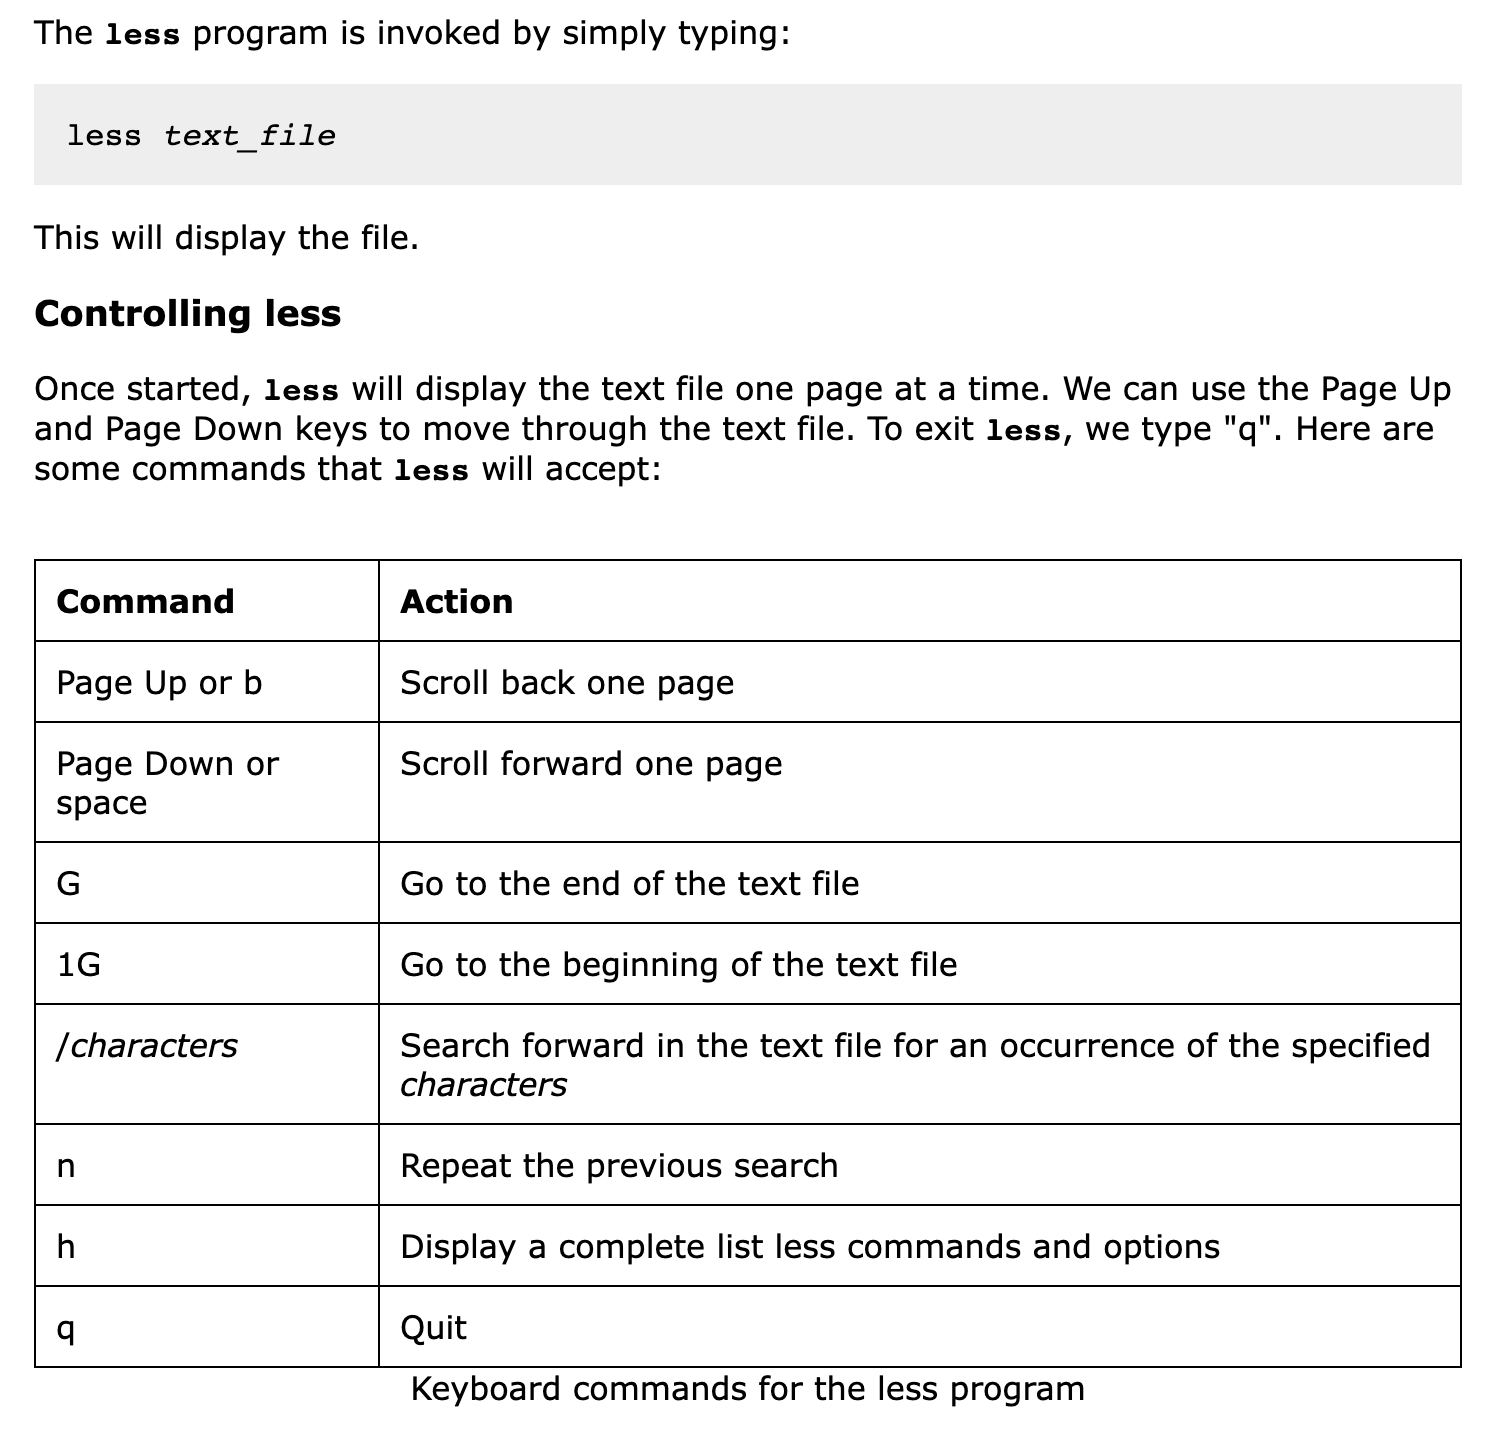 The less program is invoked by simply typing:
less text_file
This will display the file.
Controlling less
Once started, less will display the text file one page at a time. We can use the Page Up
and Page Down keys to move through the text file. To exit less, we type "q". Here are
some commands that less will accept:
Command Action
Page Up or b Scroll back one page
Page Down or Scroll forward one page
space
G Go to the end of the text file
1G Go to the beginning of the text file
/characters Search forward in the text file for an occurrence of the specified
characters
n Repeat the previous search
h Display a complete list less commands and options
q Quit
Keyboard commands for the less program